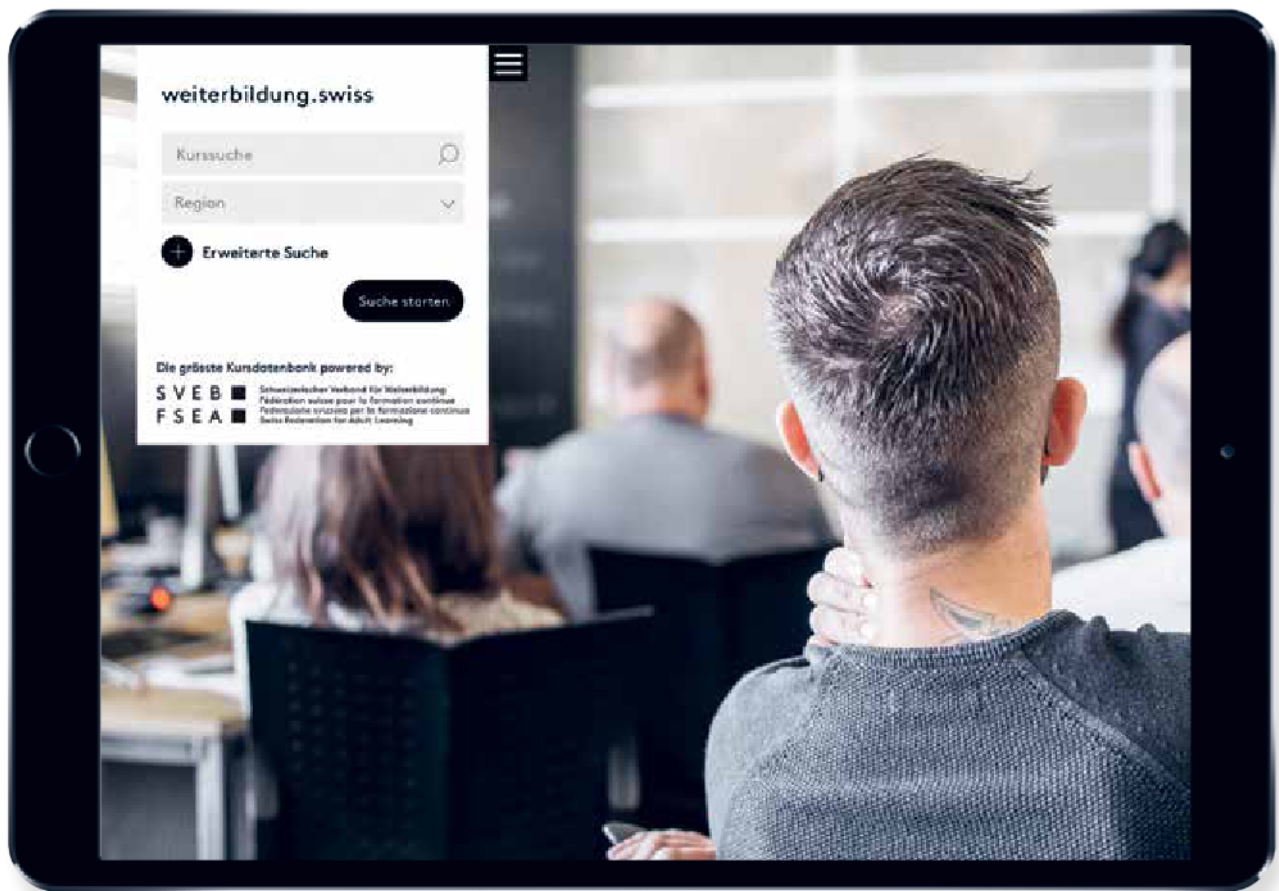 weiterbildung.swiss
Kurssuche
Region
Erweiterte Suche
Suche starten
Die grösste Kursdatenbank powered by:
SVEB
FSEA
Schweizerischer Verband für Weiterbildung
Fédération suisse pour la formation continue
Federazione svizzera per la formazione continua
Swiss Federation for Adult Learning